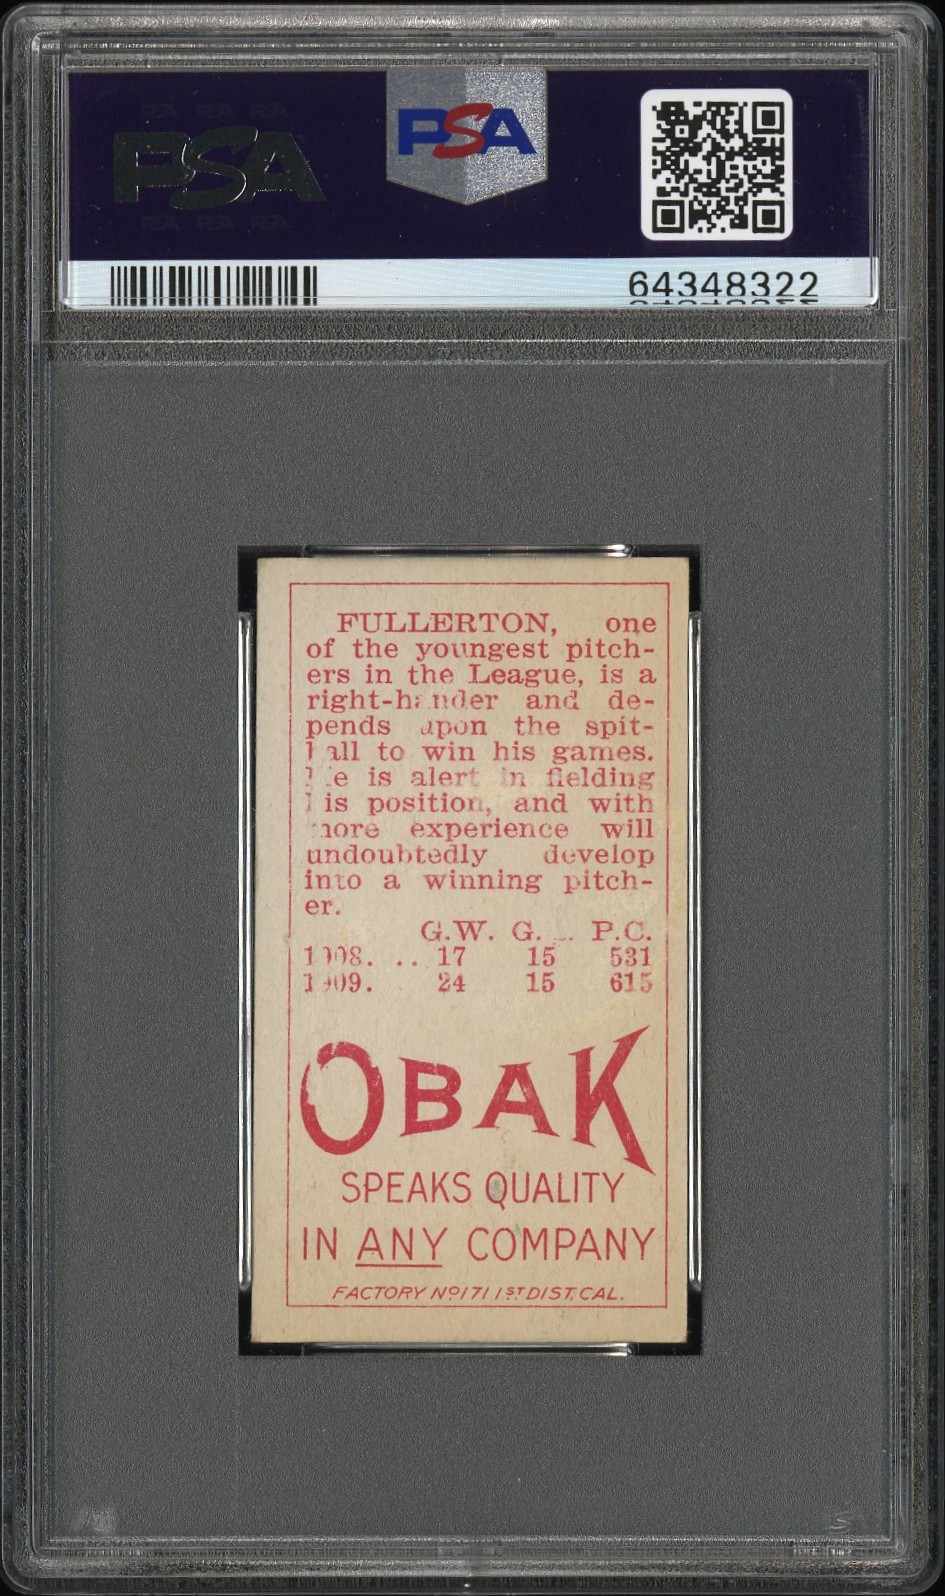 PSA
PSA
64348322
FULLERTON, one
of the youngest pitch-
ers in the League, is a
right-hander and de-
pends upon the spit-
ball to win his games.
He is alert in fielding
his position, and with
more experience will
undoubtedly develop
into a winning pitch-
er.
G.W. G. P.C.
1908. .. 17 15 531
1909. 24 15 615
OBAK
SPEAKS QUALITY
IN ANY COMPANY
FACTORY Nº 171 1ST DIST, CAL.